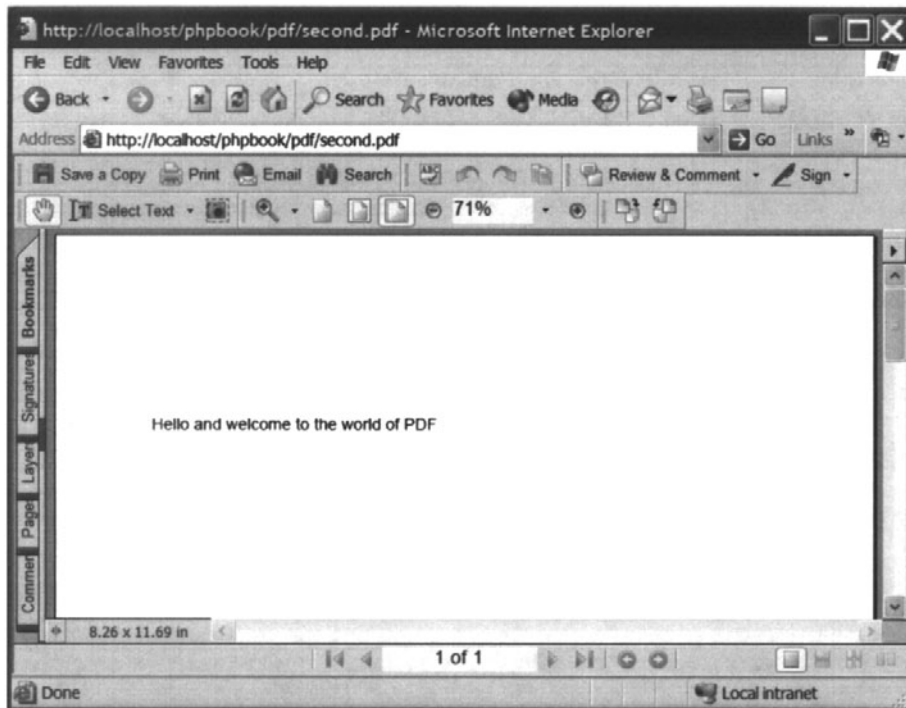 http://localhost/phpbook/pdf/second.pdf - Microsoft Internet Explorer
File Edit View Favorites Tools Help
Back Search Favorites Media
Address http://localhost/phpbook/pdf/second.pdf Go Links »
Save a Copy Print Email Search Review & Comment Sign
Select Text 71%
Bookmarks
Signatures
Layer
Page
Commen
Hello and welcome to the world of PDF
8.26 x 11.69 in
1 of 1
Done Local intranet